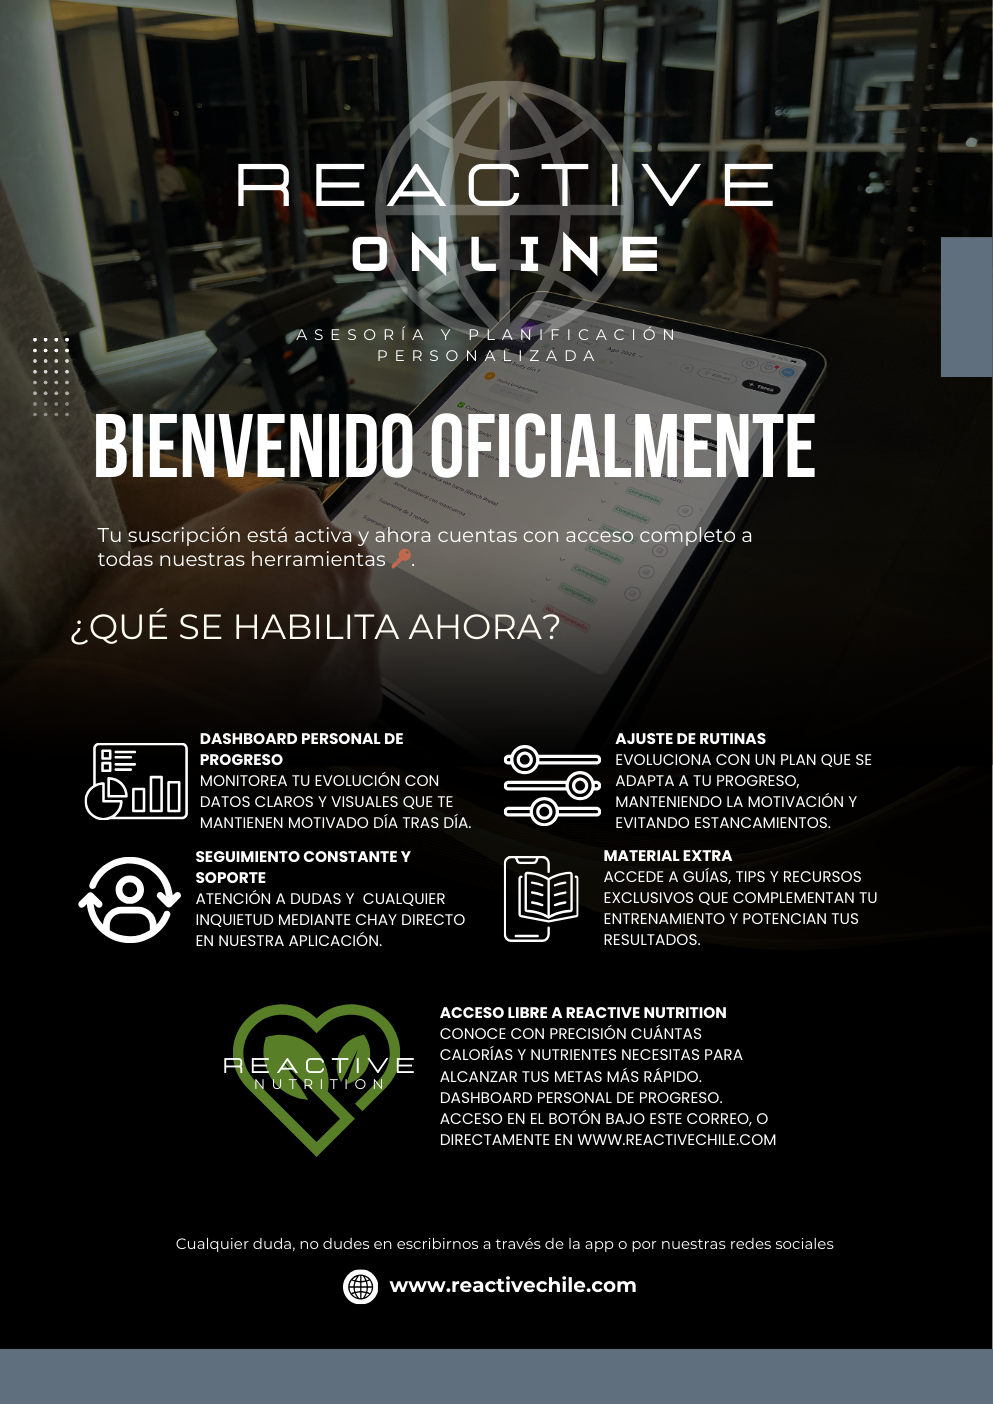 REACTIVE
ONLINE
ASESORÍA Y PLANIFICACIÓN
PERSONALIZADA
BIENVENIDO OFICIALMENTE
Tu suscripción está activa y ahora cuentas con acceso completo a
todas nuestras herramientas 🔑.
¿QUÉ SE HABILITA AHORA?
DASHBOARD PERSONAL DE
PROGRESO
MONITOREA TU EVOLUCIÓN CON
DATOS CLAROS Y VISUALES QUE TE
MANTIENEN MOTIVADO DÍA TRAS DÍA.
AJUSTE DE RUTINAS
EVOLUCIONA CON UN PLAN QUE SE
ADAPTA A TU PROGRESO,
MANTENIENDO LA MOTIVACIÓN Y
EVITANDO ESTANCAMIENTOS.
SEGUIMIENTO CONSTANTE Y
SOPORTE
ATENCIÓN A DUDAS Y CUALQUIER
INQUIETUD MEDIANTE CHAY DIRECTO
EN NUESTRA APLICACIÓN.
MATERIAL EXTRA
ACCEDE A GUÍAS, TIPS Y RECURSOS
EXCLUSIVOS QUE COMPLEMENTAN TU
ENTRENAMIENTO Y POTENCIAN TUS
RESULTADOS.
REACTIVE
NUTRITION
ACCESO LIBRE A REACTIVE NUTRITION
CONOCE CON PRECISIÓN CUÁNTAS
CALORÍAS Y NUTRIENTES NECESITAS PARA
ALCANZAR TUS METAS MÁS RÁPIDO.
DASHBOARD PERSONAL DE PROGRESO.
ACCESO EN EL BOTÓN BAJO ESTE CORREO, O
DIRECTAMENTE EN WWW.REACTIVECHILE.COM
Cualquier duda, no dudes en escribirnos a través de la app o por nuestras redes sociales
www.reactivechile.com